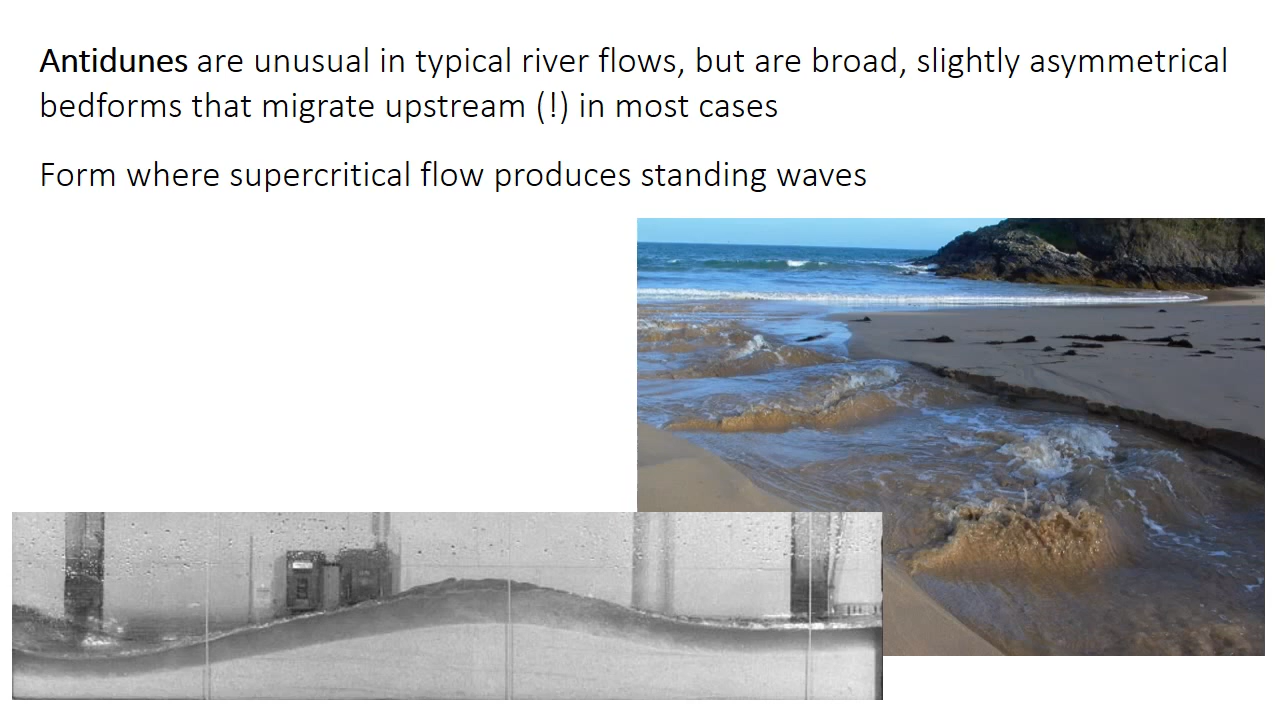 Antidunes are unusual in typical river flows, but are broad, slightly asymmetrical
bedforms that migrate upstream (!) in most cases
Form where supercritical flow produces standing waves